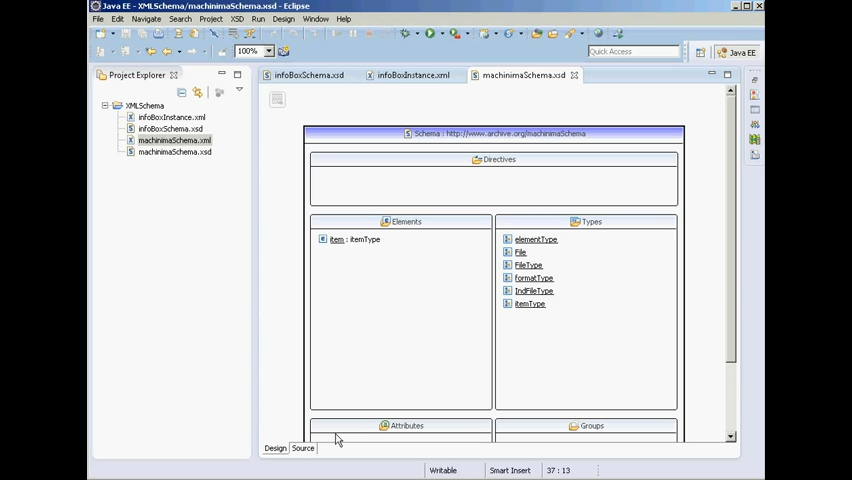 Java EE - XMLSchema/machinimaSchema.xsd - Eclipse
File Edit Navigate Search Project XSD Run Design Window Help
100% Quick Access Java EE
Project Explorer
infoBoxSchema.xsd infoBoxInstance.xml machinimaSchema.xsd
XMLSchema
infoBoxInstance.xml
infoBoxSchema.xsd
machinimaSchema.xml
machinimaSchema.xsd
Schema : http://www.archive.org/machinimaSchema
Directives
Elements
item : itemType
Types
elementType
File
FileType
formatType
IndFileType
itemType
Attributes
Groups
Design Source
Writable Smart Insert 37 : 13